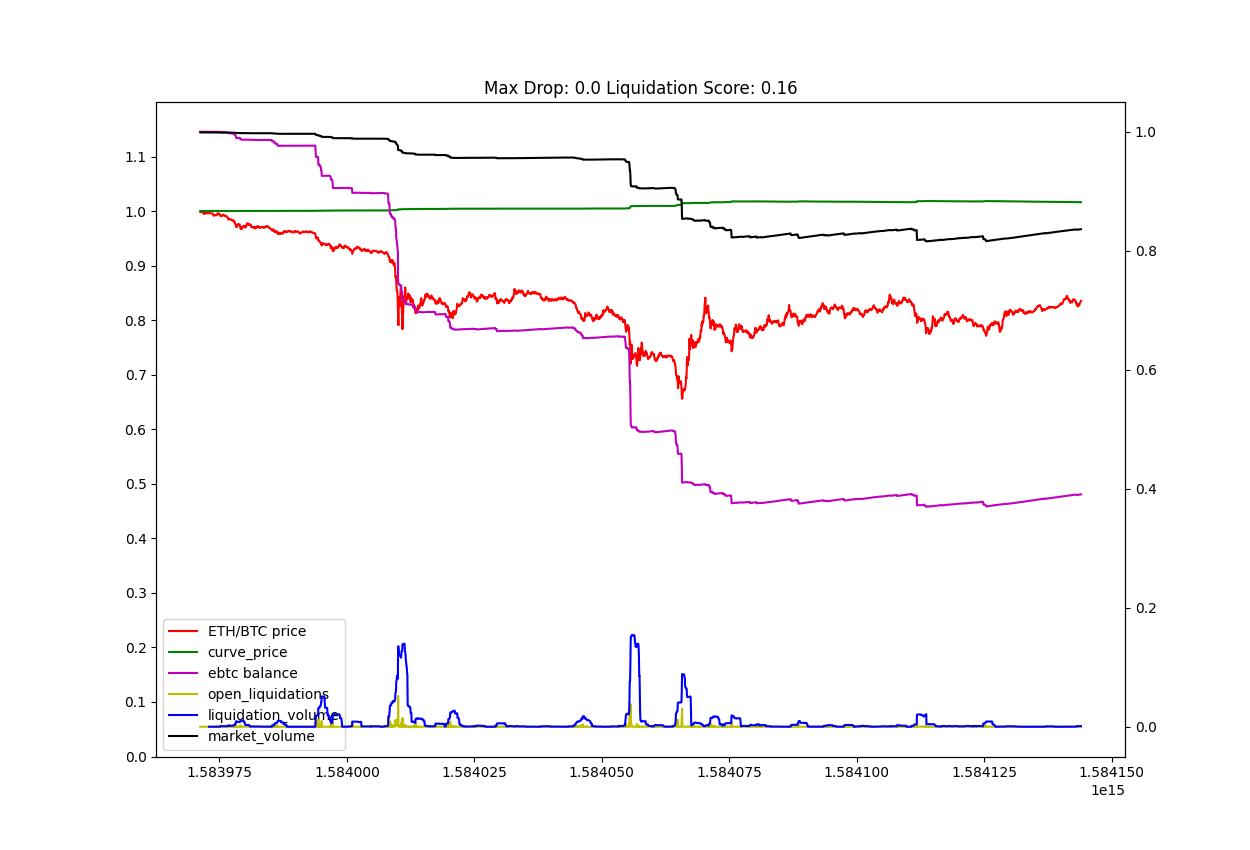 Max Drop: 0.0 Liquidation Score: 0.16
1.1
1.0
0.9
0.8
0.7
0.6
0.5
0.4
0.3
0.2
0.1
0.0
1.0
0.8
0.6
0.4
0.2
0.0
ETH/BTC price
curve_price
ebtc balance
open_liquidations
liquidation_volume
market_volume
1.583975 1.584000 1.584025 1.584050 1.584075 1.584100 1.584125 1.584150
1e15